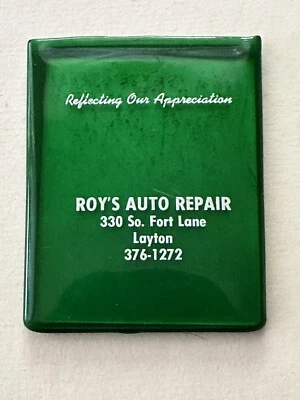 Reflecting Our Appreciation
ROY'S AUTO REPAIR
330 So. Fort Lane
Layton
376-1272